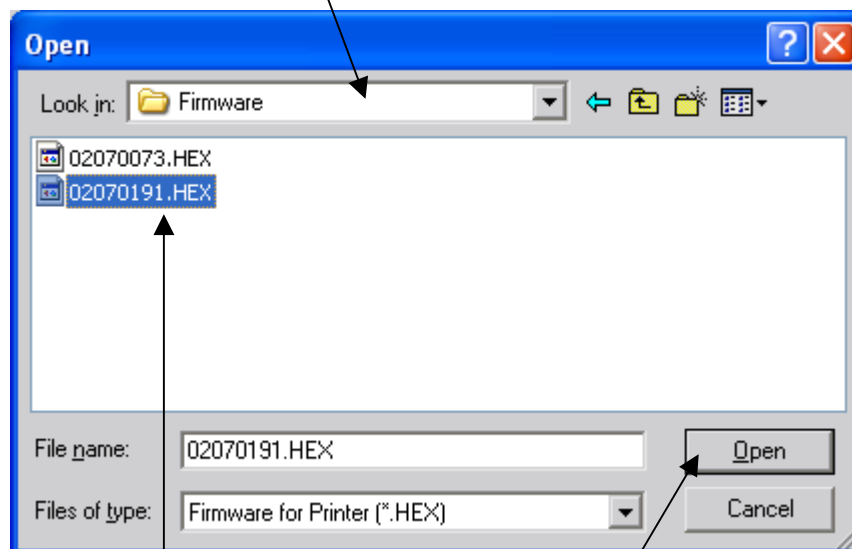 Open
Look in: Firmware
02070073.HEX
02070191.HEX
File name: 02070191.HEX Open
Files of type: Firmware for Printer (*.HEX) Cancel